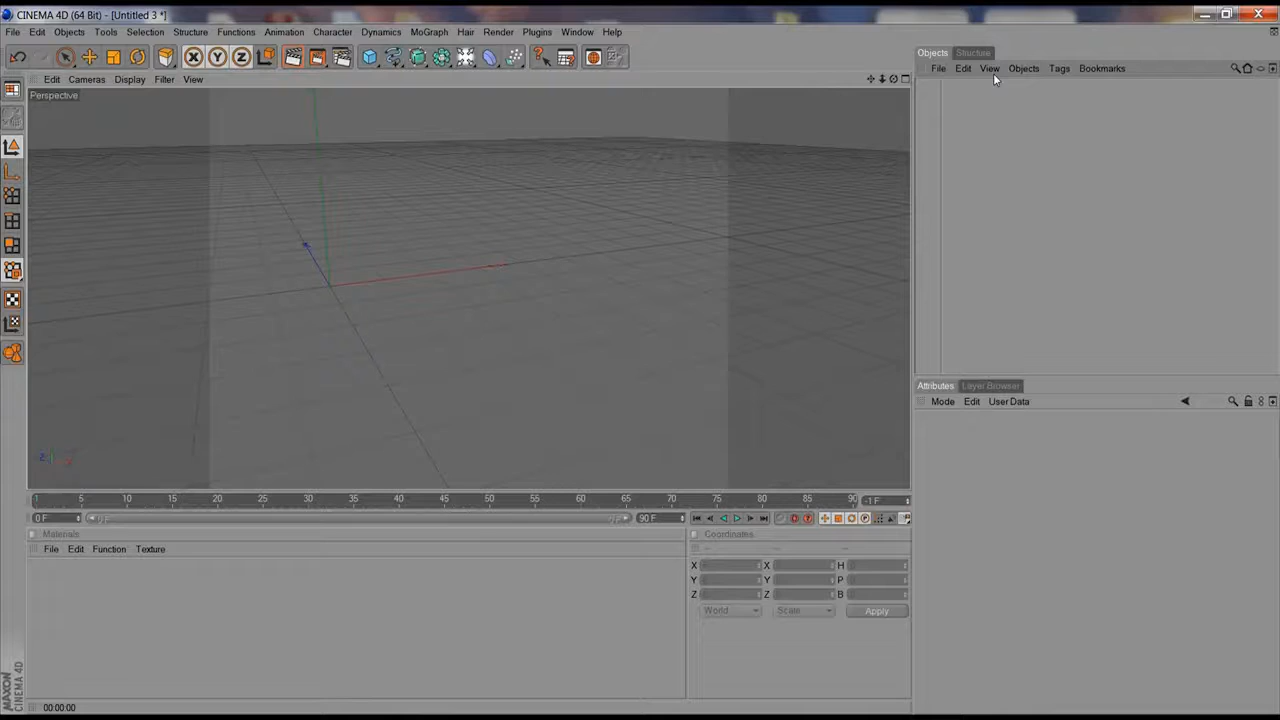 CINEMA 4D (64 Bit) - [Untitled 3 *]
File Edit Objects Tools Selection Structure Functions Animation Character Dynamics MoGraph Hair Render Plugins Window Help
Objects Structure
File Edit View Objects Tags Bookmarks
Edit Cameras Display Filter View
Perspective
X Y Z
Attributes Layer Browser
Mode Edit User Data
5 10 15 20 25 30 35 40 45 50 55 60 65 70 75 80 85 90 -1 F
0 F 90 F
Materials
File Edit Function Texture
Coordinates
X X H
Y Y P
Z Z B
World Scale Apply
MAXON
CINEMA 4D
00:00:00